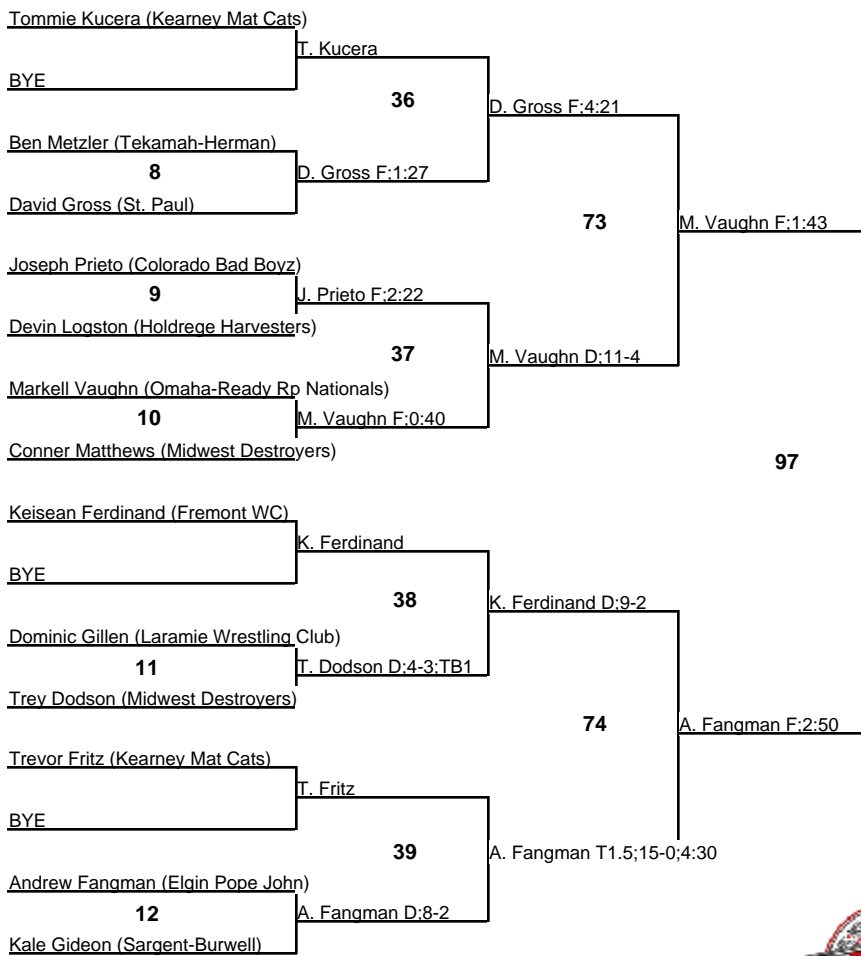 Tommie Kucera (Kearney Mat Cats)
T. Kucera
BYE
36
D. Gross F;4:21
Ben Metzler (Tekamah-Herman)
8
D. Gross F;1:27
David Gross (St. Paul)
73
M. Vaughn F;1:43
Joseph Prieto (Colorado Bad Boyz)
9
J. Prieto F;2:22
Devin Logston (Holdrege Harvesters)
37
M. Vaughn D;11-4
Markell Vaughn (Omaha-Ready Rp Nationals)
10
M. Vaughn F;0:40
Conner Matthews (Midwest Destroyers)
97
Keisean Ferdinand (Fremont WC)
K. Ferdinand
BYE
38
K. Ferdinand D;9-2
Dominic Gillen (Laramie Wrestling Club)
11
T. Dodson D;4-3;TB1
Trey Dodson (Midwest Destroyers)
74
A. Fangman F;2:50
Trevor Fritz (Kearney Mat Cats)
T. Fritz
BYE
39
A. Fangman T1.5;15-0;4:30
Andrew Fangman (Elgin Pope John)
12
A. Fangman D;8-2
Kale Gideon (Sargent-Burwell)